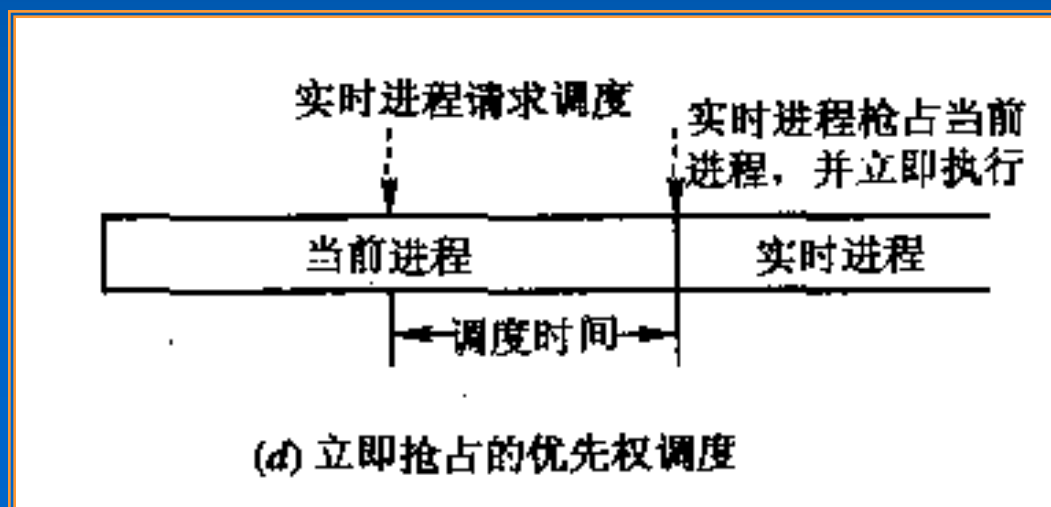 实时进程请求调度
实时进程枪占当前
进程，并立即执行
当前进程
实时进程
调度时间
(d) 立即抢占的优先权调度